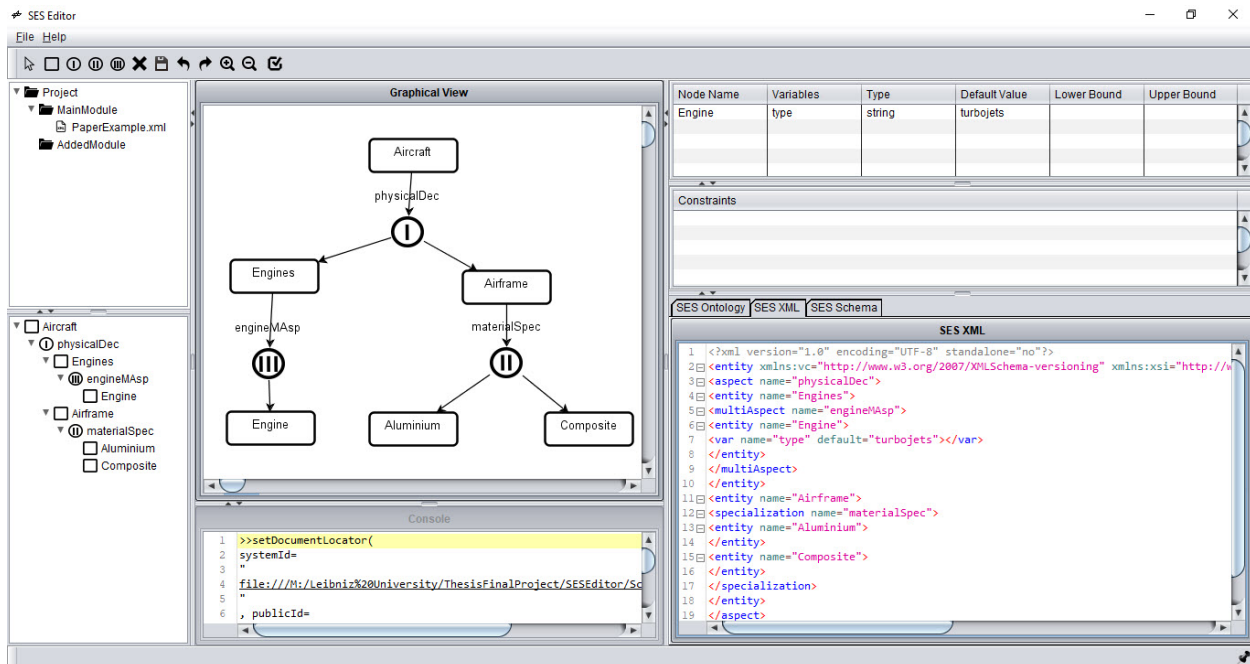 SES Editor
File Help
Project
MainModule
PaperExample.xml
AddedModule
Aircraft
physicalDec
Engines
engineMAsp
Engine
Airframe
materialSpec
Aluminium
Composite
Graphical View
Aircraft
physicalDec
I
Engines
Airframe
engineMAsp
materialSpec
III
II
Engine
Aluminium
Composite
Console
1 >>setDocumentLocator(
2 systemId=
3 "
4 file:///M:/Leibniz%20University/ThesisFinalProject/SESEditor/Sc
5 "
6 , publicId=
Node Name Variables Type Default Value Lower Bound Upper Bound
Engine type string turbojets
Constraints
SES Ontology SES XML SES Schema
SES XML
1 <?xml version="1.0" encoding="UTF-8" standalone="no"?>
2 <entity xmlns:vc="http://www.w3.org/2007/XMLSchema-versioning" xmlns:xsi="http://w
3 <aspect name="physicalDec">
4 <entity name="Engines">
5 <multiAspect name="engineMAsp">
6 <entity name="Engine">
7 <var name="type" default="turbojets"></var>
8 </entity>
9 </multiAspect>
10 </entity>
11 <entity name="Airframe">
12 <specialization name="materialSpec">
13 <entity name="Aluminium">
14 </entity>
15 <entity name="Composite">
16 </entity>
17 </specialization>
18 </entity>
19 </aspect>